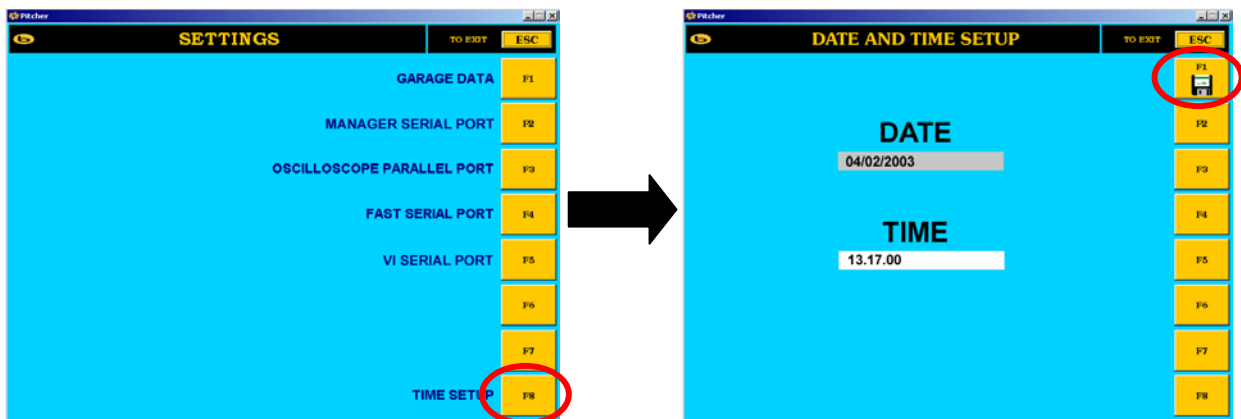 Pitcher
SETTINGS TO EXIT ESC
GARAGE DATA F1
MANAGER SERIAL PORT F2
OSCILLOSCOPE PARALLEL PORT F3
FAST SERIAL PORT F4
VI SERIAL PORT F5
F6
F7
TIME SETUP F8
Pitcher
DATE AND TIME SETUP TO EXIT ESC
F1
DATE F2
04/02/2003 F3
TIME F4
13.17.00 F5
F6
F7
F8